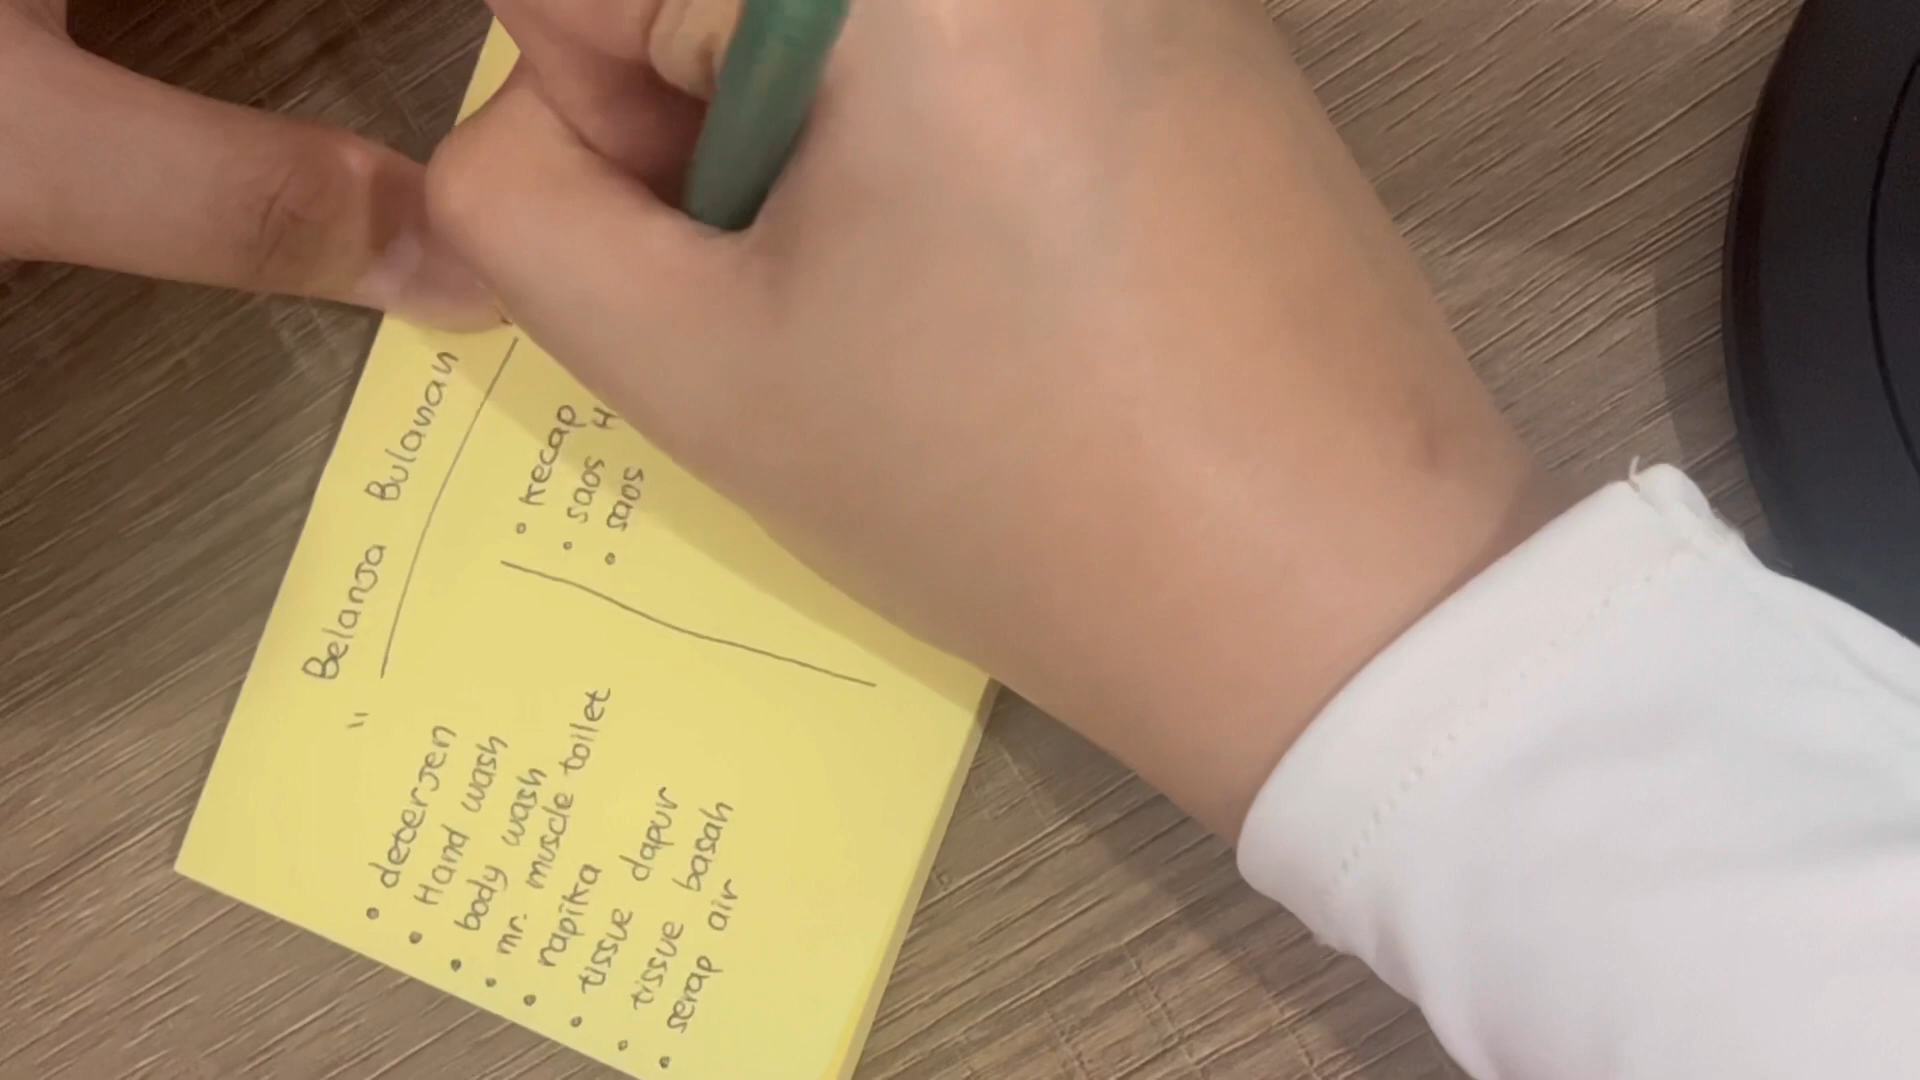 " Belanja Bulanan
• deterjen
• Hand wash
• body wash
• mr. muscle toilet
• rapika
• tissue dapur
• tissue basah
• serap air
• kecap
• saos H
• saos